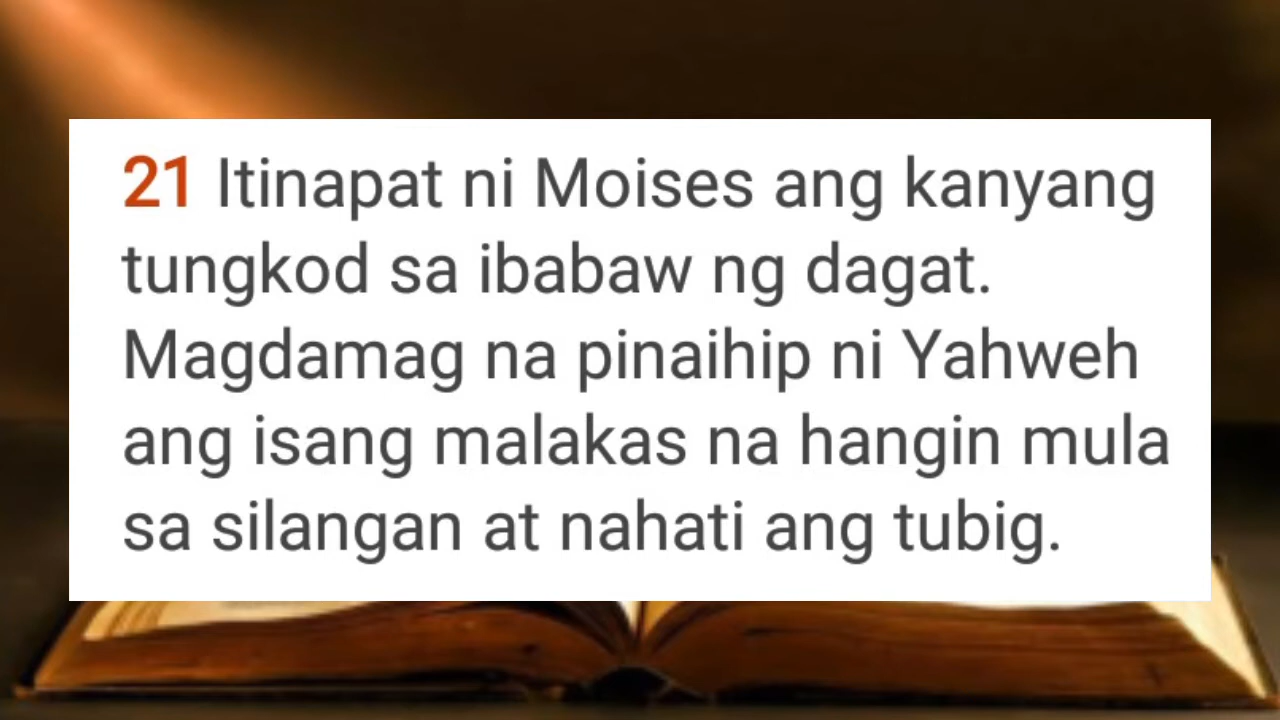 21 Itinapat ni Moises ang kanyang
tungkod sa ibabaw ng dagat.
Magdamag na pinaihip ni Yahweh
ang isang malakas na hangin mula
sa silangan at nahati ang tubig.